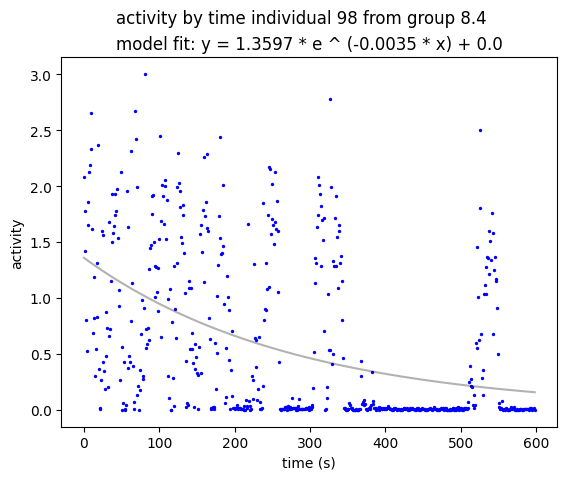 activity by time individual 98 from group 8.4
model fit: y = 1.3597 * e ^ (-0.0035 * x) + 0.0
3.0
2.5
2.0
1.5
1.0
0.5
0.0
activity
0 100 200 300 400 500 600
time (s)